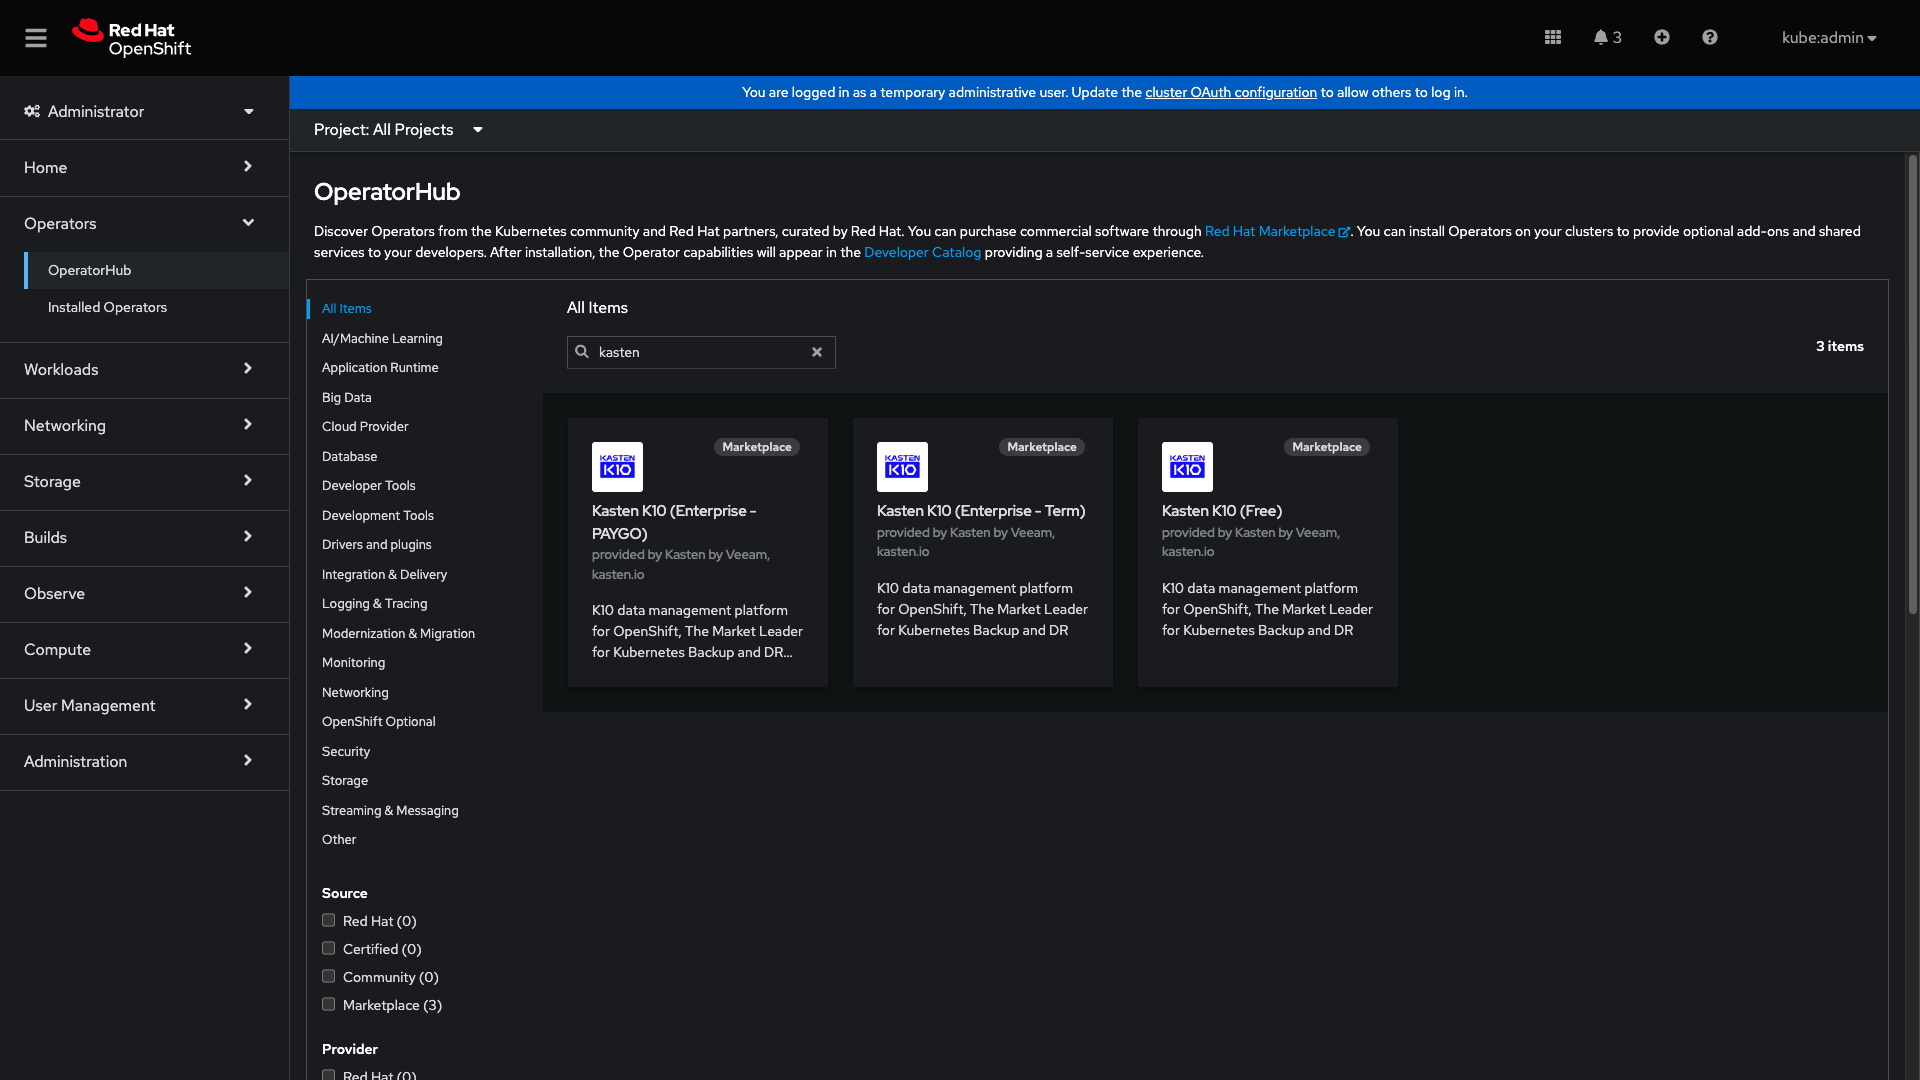 Red Hat
OpenShift
3
kube:admin
Administrator
Home
Operators
OperatorHub
Installed Operators
Workloads
Networking
Storage
Builds
Observe
Compute
User Management
Administration
You are logged in as a temporary administrative user. Update the cluster OAuth configuration to allow others to log in.
Project: All Projects
OperatorHub
Discover Operators from the Kubernetes community and Red Hat partners, curated by Red Hat. You can purchase commercial software through Red Hat Marketplace. You can install Operators on your clusters to provide optional add-ons and shared
services to your developers. After installation, the Operator capabilities will appear in the Developer Catalog providing a self-service experience.
All Items
AI/Machine Learning
Application Runtime
Big Data
Cloud Provider
Database
Developer Tools
Development Tools
Drivers and plugins
Integration & Delivery
Logging & Tracing
Modernization & Migration
Monitoring
Networking
OpenShift Optional
Security
Storage
Streaming & Messaging
Other
Source
Red Hat (0)
Certified (0)
Community (0)
Marketplace (3)
Provider
Red Hat (0)
All Items
kasten
3 items
KASTEN
K10
Marketplace
Kasten K10 (Enterprise -
PAYGO)
provided by Kasten by Veeam,
kasten.io
K10 data management platform
for OpenShift, The Market Leader
for Kubernetes Backup and DR...
KASTEN
K10
Marketplace
Kasten K10 (Enterprise - Term)
provided by Kasten by Veeam,
kasten.io
K10 data management platform
for OpenShift, The Market Leader
for Kubernetes Backup and DR
KASTEN
K10
Marketplace
Kasten K10 (Free)
provided by Kasten by Veeam,
kasten.io
K10 data management platform
for OpenShift, The Market Leader
for Kubernetes Backup and DR